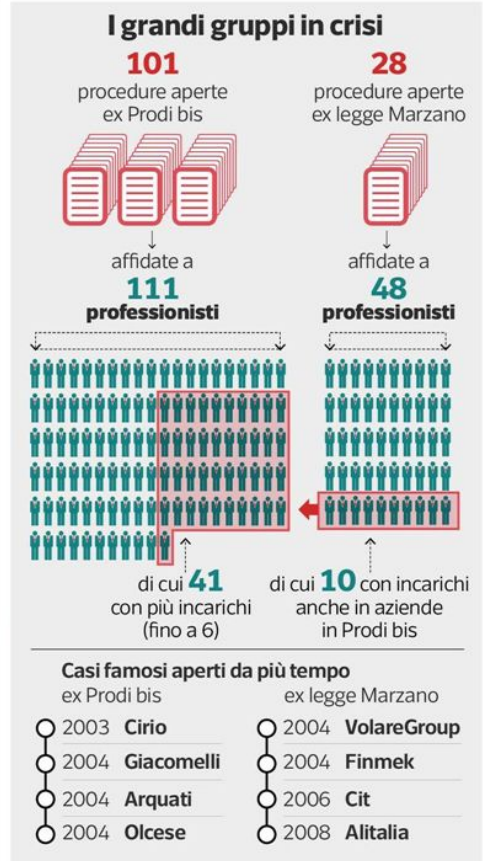 I grandi gruppi in crisi
101
procedure aperte
ex Prodi bis
affidate a
111
professionisti
28
procedure aperte
ex legge Marzano
affidate a
48
professionisti
di cui 41
con più incarichi
(fino a 6)
di cui 10 con incarichi
anche in aziende
in Prodi bis
Casi famosi aperti da più tempo
ex Prodi bis
2003 Cirio
2004 Giacomelli
2004 Arquati
2004 Olcese
ex legge Marzano
2004 VolareGroup
2004 Finmek
2006 Cit
2008 Alitalia